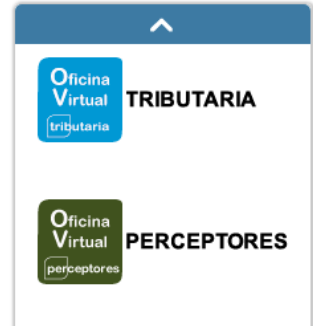 Oficina
Virtual
tributaria
TRIBUTARIA
Oficina
Virtual
perceptores
PERCEPTORES